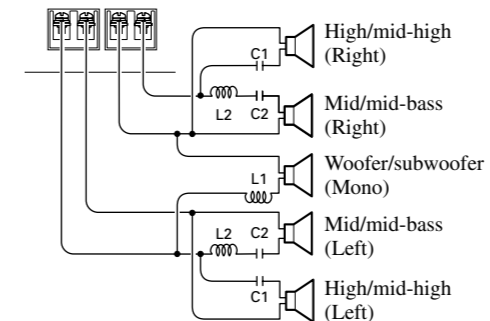 High/mid-high
(Right)
C1
Mid/mid-bass
(Right)
L2
C2
Woofer/subwoofer
(Mono)
L1
Mid/mid-bass
(Left)
L2
C2
High/mid-high
(Left)
C1